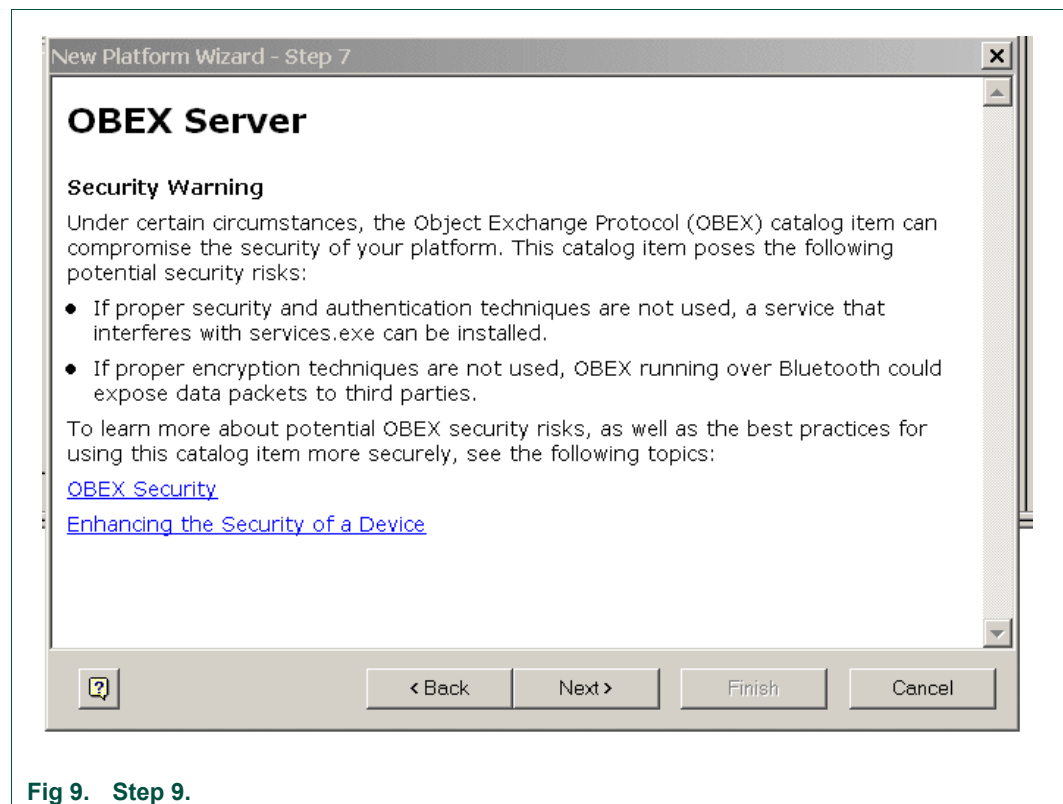 New Platform Wizard - Step 7
OBEX Server
Security Warning
Under certain circumstances, the Object Exchange Protocol (OBEX) catalog item can
compromise the security of your platform. This catalog item poses the following
potential security risks:
● If proper security and authentication techniques are not used, a service that
interferes with services.exe can be installed.
● If proper encryption techniques are not used, OBEX running over Bluetooth could
expose data packets to third parties.
To learn more about potential OBEX security risks, as well as the best practices for
using this catalog item more securely, see the following topics:
OBEX Security
Enhancing the Security of a Device
< Back Next > Finish Cancel
Fig 9. Step 9.